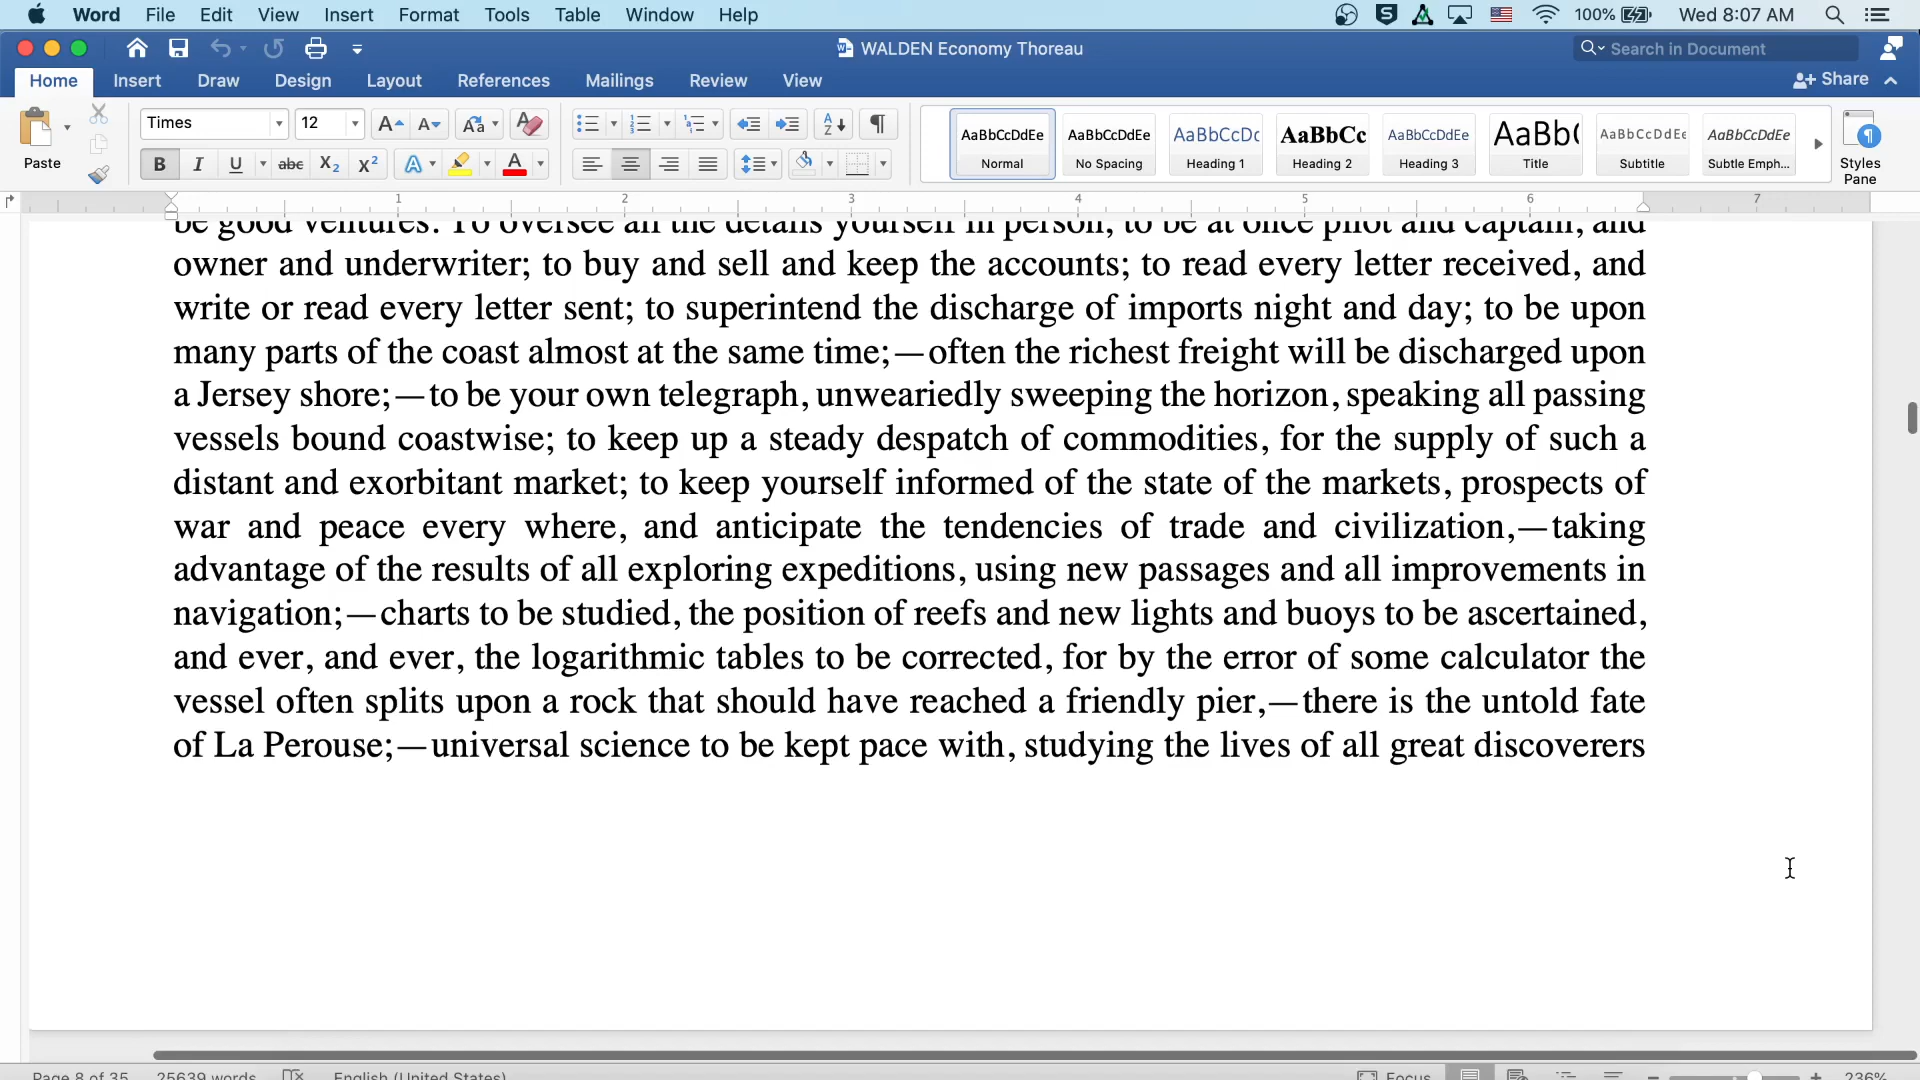 Word File Edit View Insert Format Tools Table Window Help 100% Wed 8:07 AM
WALDEN Economy Thoreau Search in Document
Home Insert Draw Design Layout References Mailings Review View Share
Times 12 AaBbCcDdEe AaBbCcDdEe AaBbCcDc AaBbCc AaBbCcDdEe AaBb( AaBbCcDdEe AaBbCcDdEe
Paste B I U abc X₂ X² A A Normal No Spacing Heading 1 Heading 2 Heading 3 Title Subtitle Subtle Emph... Styles Pane
1 2 3 4 5 6 7
be good ventures. To oversee all the details yourself in person; to be at once pilot and captain, and
owner and underwriter; to buy and sell and keep the accounts; to read every letter received, and
write or read every letter sent; to superintend the discharge of imports night and day; to be upon
many parts of the coast almost at the same time;—often the richest freight will be discharged upon
a Jersey shore;—to be your own telegraph, unweariedly sweeping the horizon, speaking all passing
vessels bound coastwise; to keep up a steady despatch of commodities, for the supply of such a
distant and exorbitant market; to keep yourself informed of the state of the markets, prospects of
war and peace every where, and anticipate the tendencies of trade and civilization,—taking
advantage of the results of all exploring expeditions, using new passages and all improvements in
navigation;—charts to be studied, the position of reefs and new lights and buoys to be ascertained,
and ever, and ever, the logarithmic tables to be corrected, for by the error of some calculator the
vessel often splits upon a rock that should have reached a friendly pier,—there is the untold fate
of La Perouse;—universal science to be kept pace with, studying the lives of all great discoverers
Page 8 of 35 25639 words English (United States) Focus 236%